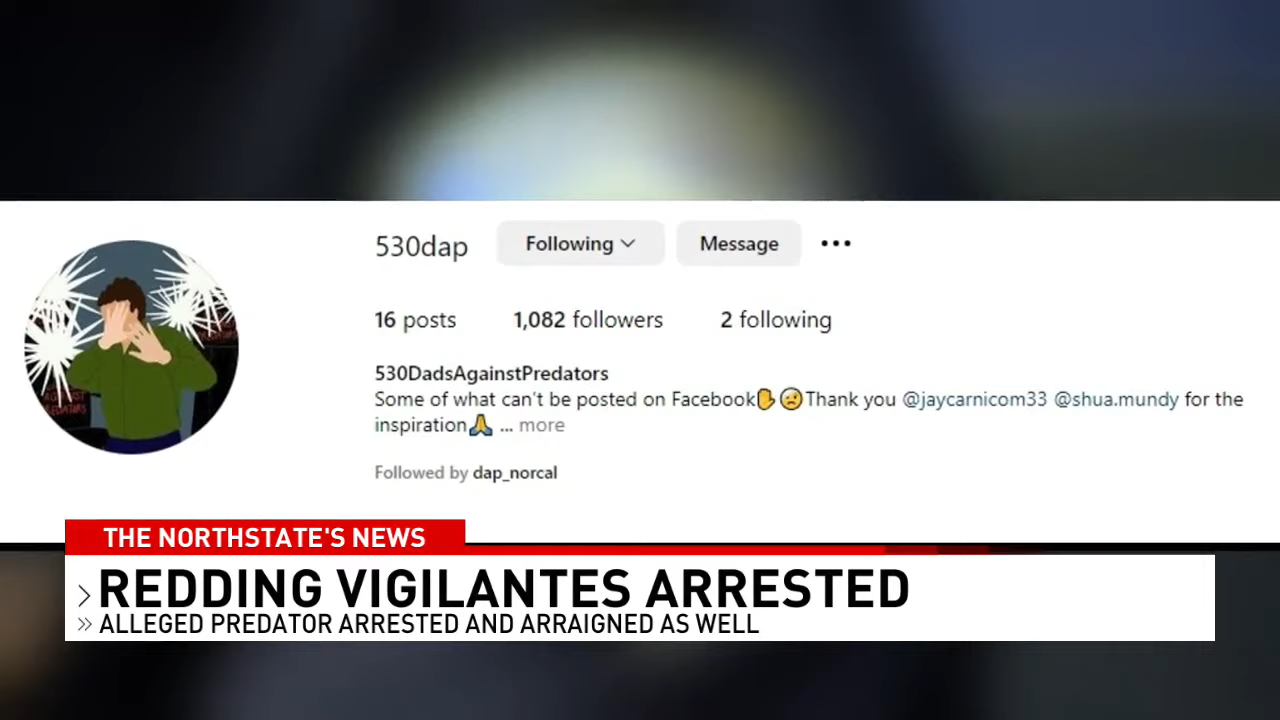 530dap Following Message •••
16 posts 1,082 followers 2 following
530DadsAgainstPredators
Some of what can't be posted on Facebook✋😢Thank you @jaycarnicom33 @shua.mundy for the
inspiration🙏 ... more
Followed by dap_norcal
THE NORTHSTATE'S NEWS
> REDDING VIGILANTES ARRESTED
>> ALLEGED PREDATOR ARRESTED AND ARRAIGNED AS WELL